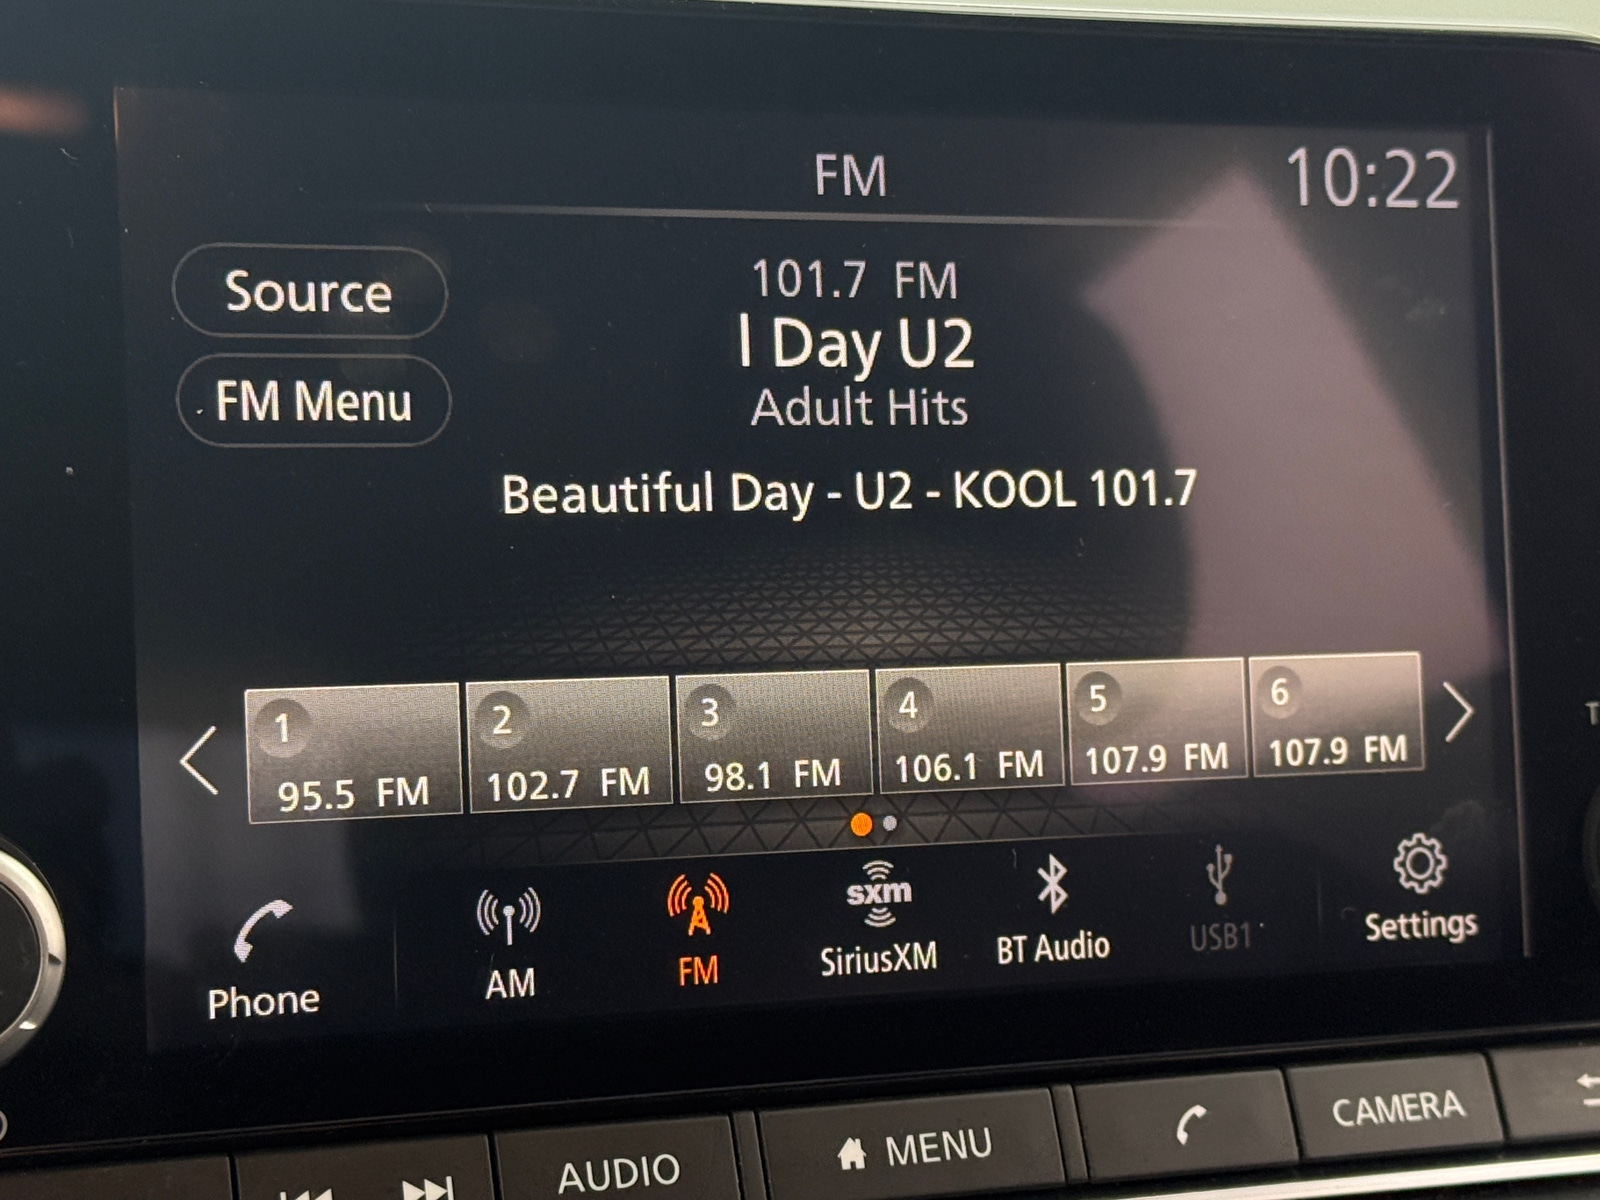 FM
10:22
Source
101.7 FM
l Day U2
FM Menu
Adult Hits
Beautiful Day - U2 - KOOL 101.7
1
2
3
4
5
6
95.5 FM
102.7 FM
98.1 FM
106.1 FM
107.9 FM
107.9 FM
sxm
Phone
AM
FM
SiriusXM
BT Audio
USB1
Settings
AUDIO
MENU
CAMERA